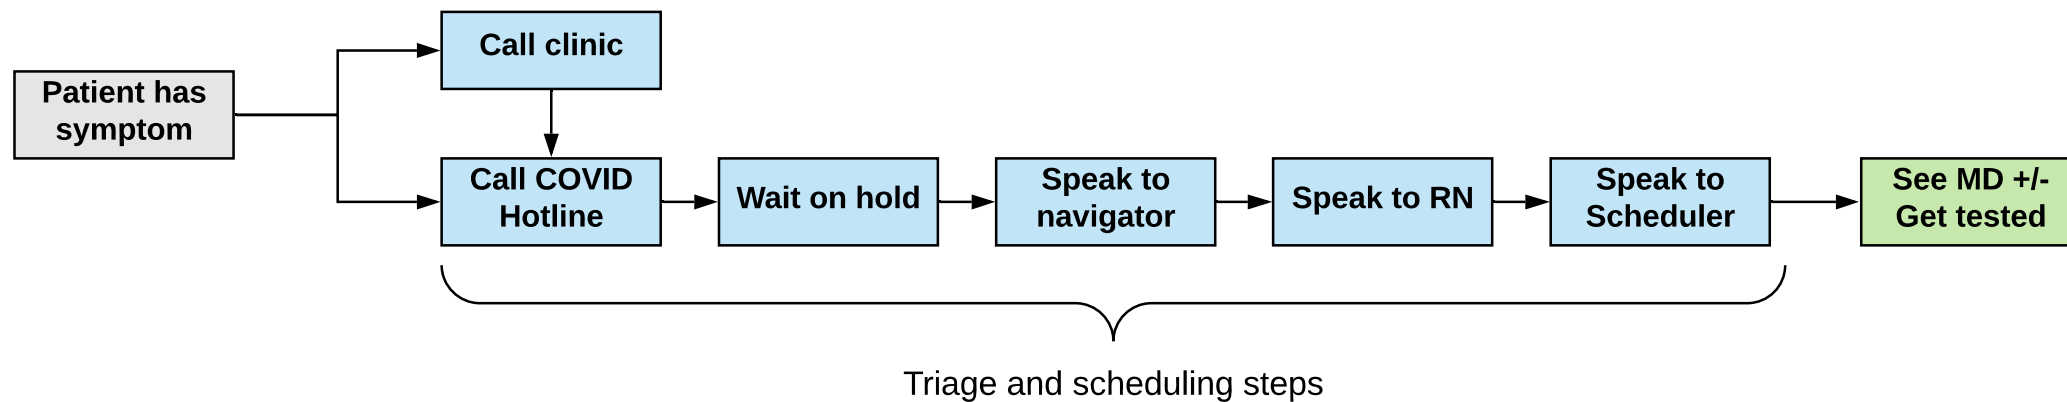 Call clinic
Patient has
symptom
Call COVID
Hotline
Wait on hold
Speak to
navigator
Speak to RN
Speak to
Scheduler
See MD +/-
Get tested
Triage and scheduling steps